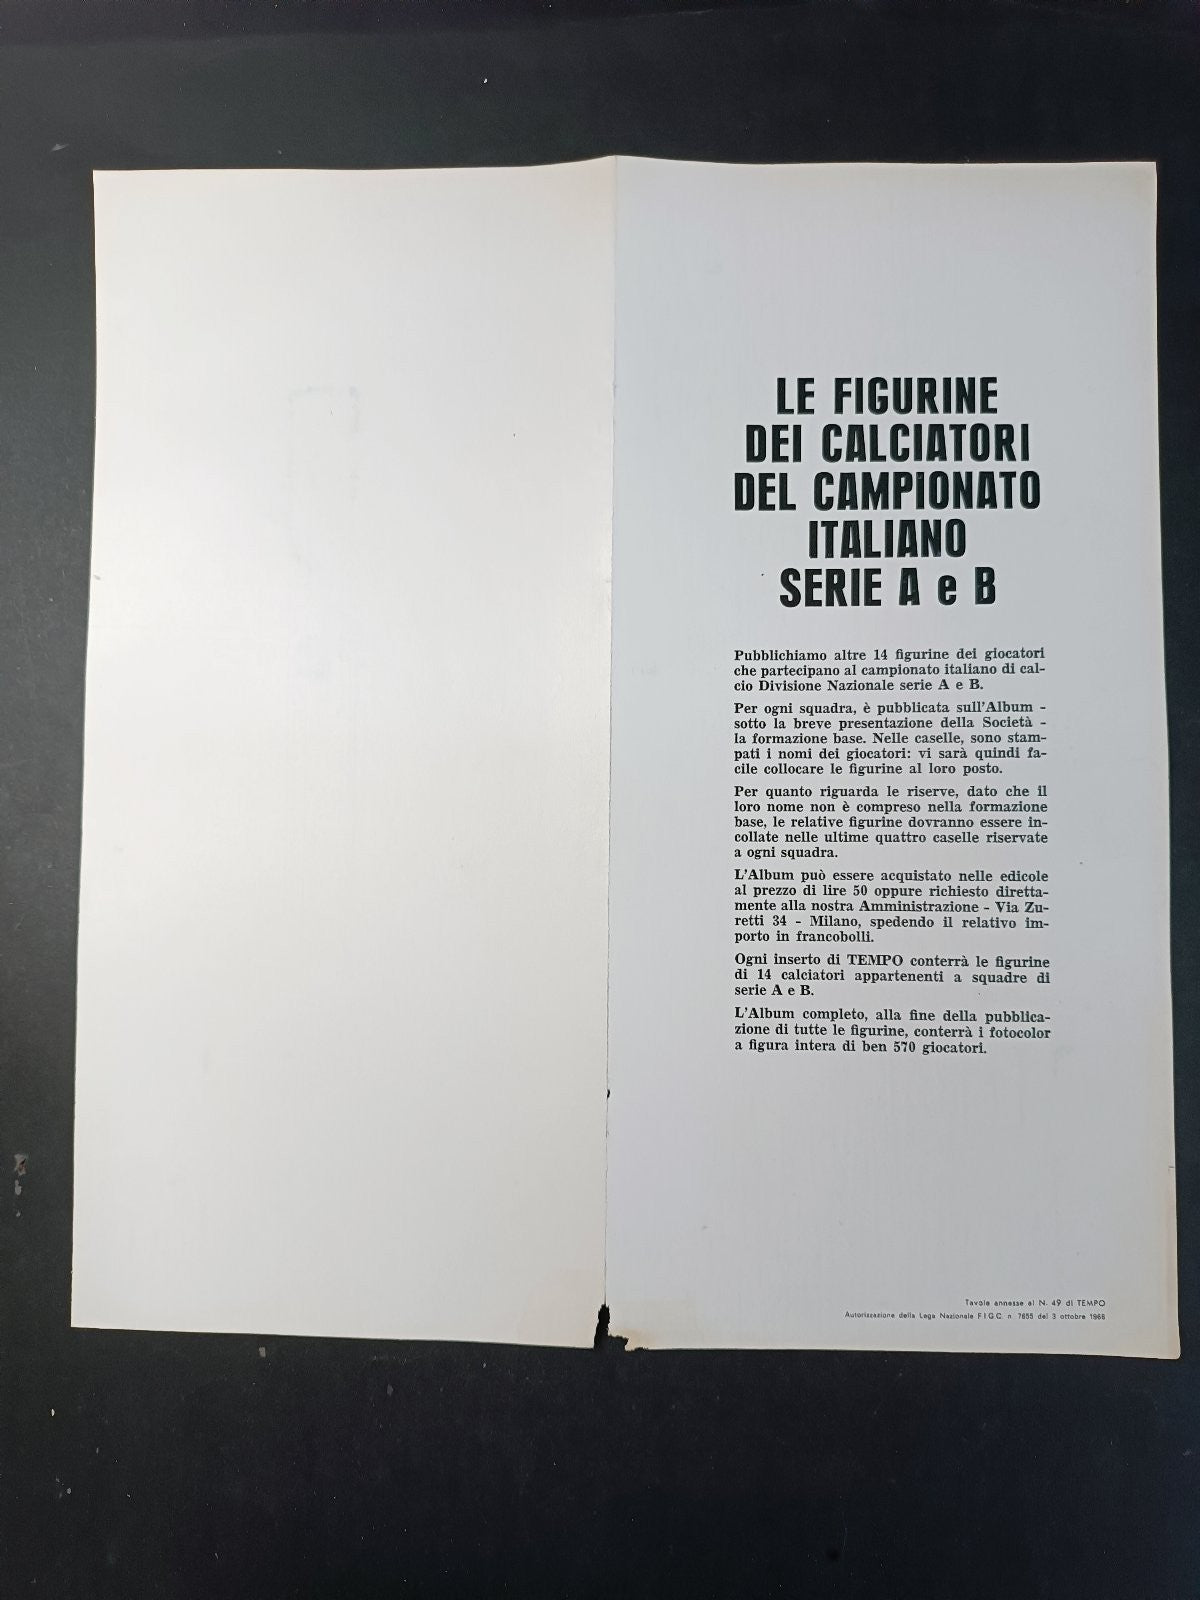 LE FIGURINE
DEI CALCIATORI
DEL CAMPIONATO
ITALIANO
SERIE A e B
Pubblichiamo altre 14 figurine dei giocatori
che partecipano al campionato italiano di cal-
cio Divisione Nazionale serie A e B.
Per ogni squadra, è pubblicata sull'Album -
sotto la breve presentazione della Società -
la formazione base. Nelle caselle, sono stam-
pati i nomi dei giocatori: vi sarà quindi fa-
cile collocare le figurine al loro posto.
Per quanto riguarda le riserve, dato che il
loro nome non è compreso nella formazione
base, le relative figurine dovranno essere in-
collate nelle ultime quattro caselle riservate
a ogni squadra.
L'Album può essere acquistato nelle edicole
al prezzo di lire 50 oppure richiesto diretta-
mente alla nostra Amministrazione - Via Zu-
retti 34 - Milano, spedendo il relativo im-
porto in francobolli.
Ogni inserto di TEMPO conterrà le figurine
di 14 calciatori appartenenti a squadre di
serie A e B.
L'Album completo, alla fine della pubblica-
zione di tutte le figurine, conterrà i fotocolor
a figura intera di ben 570 giocatori.
Tavole annesse al N. 49 di TEMPO
Autorizzazione della Lega Nazionale F.I.G.C. n. 7655 del 3 ottobre 1966